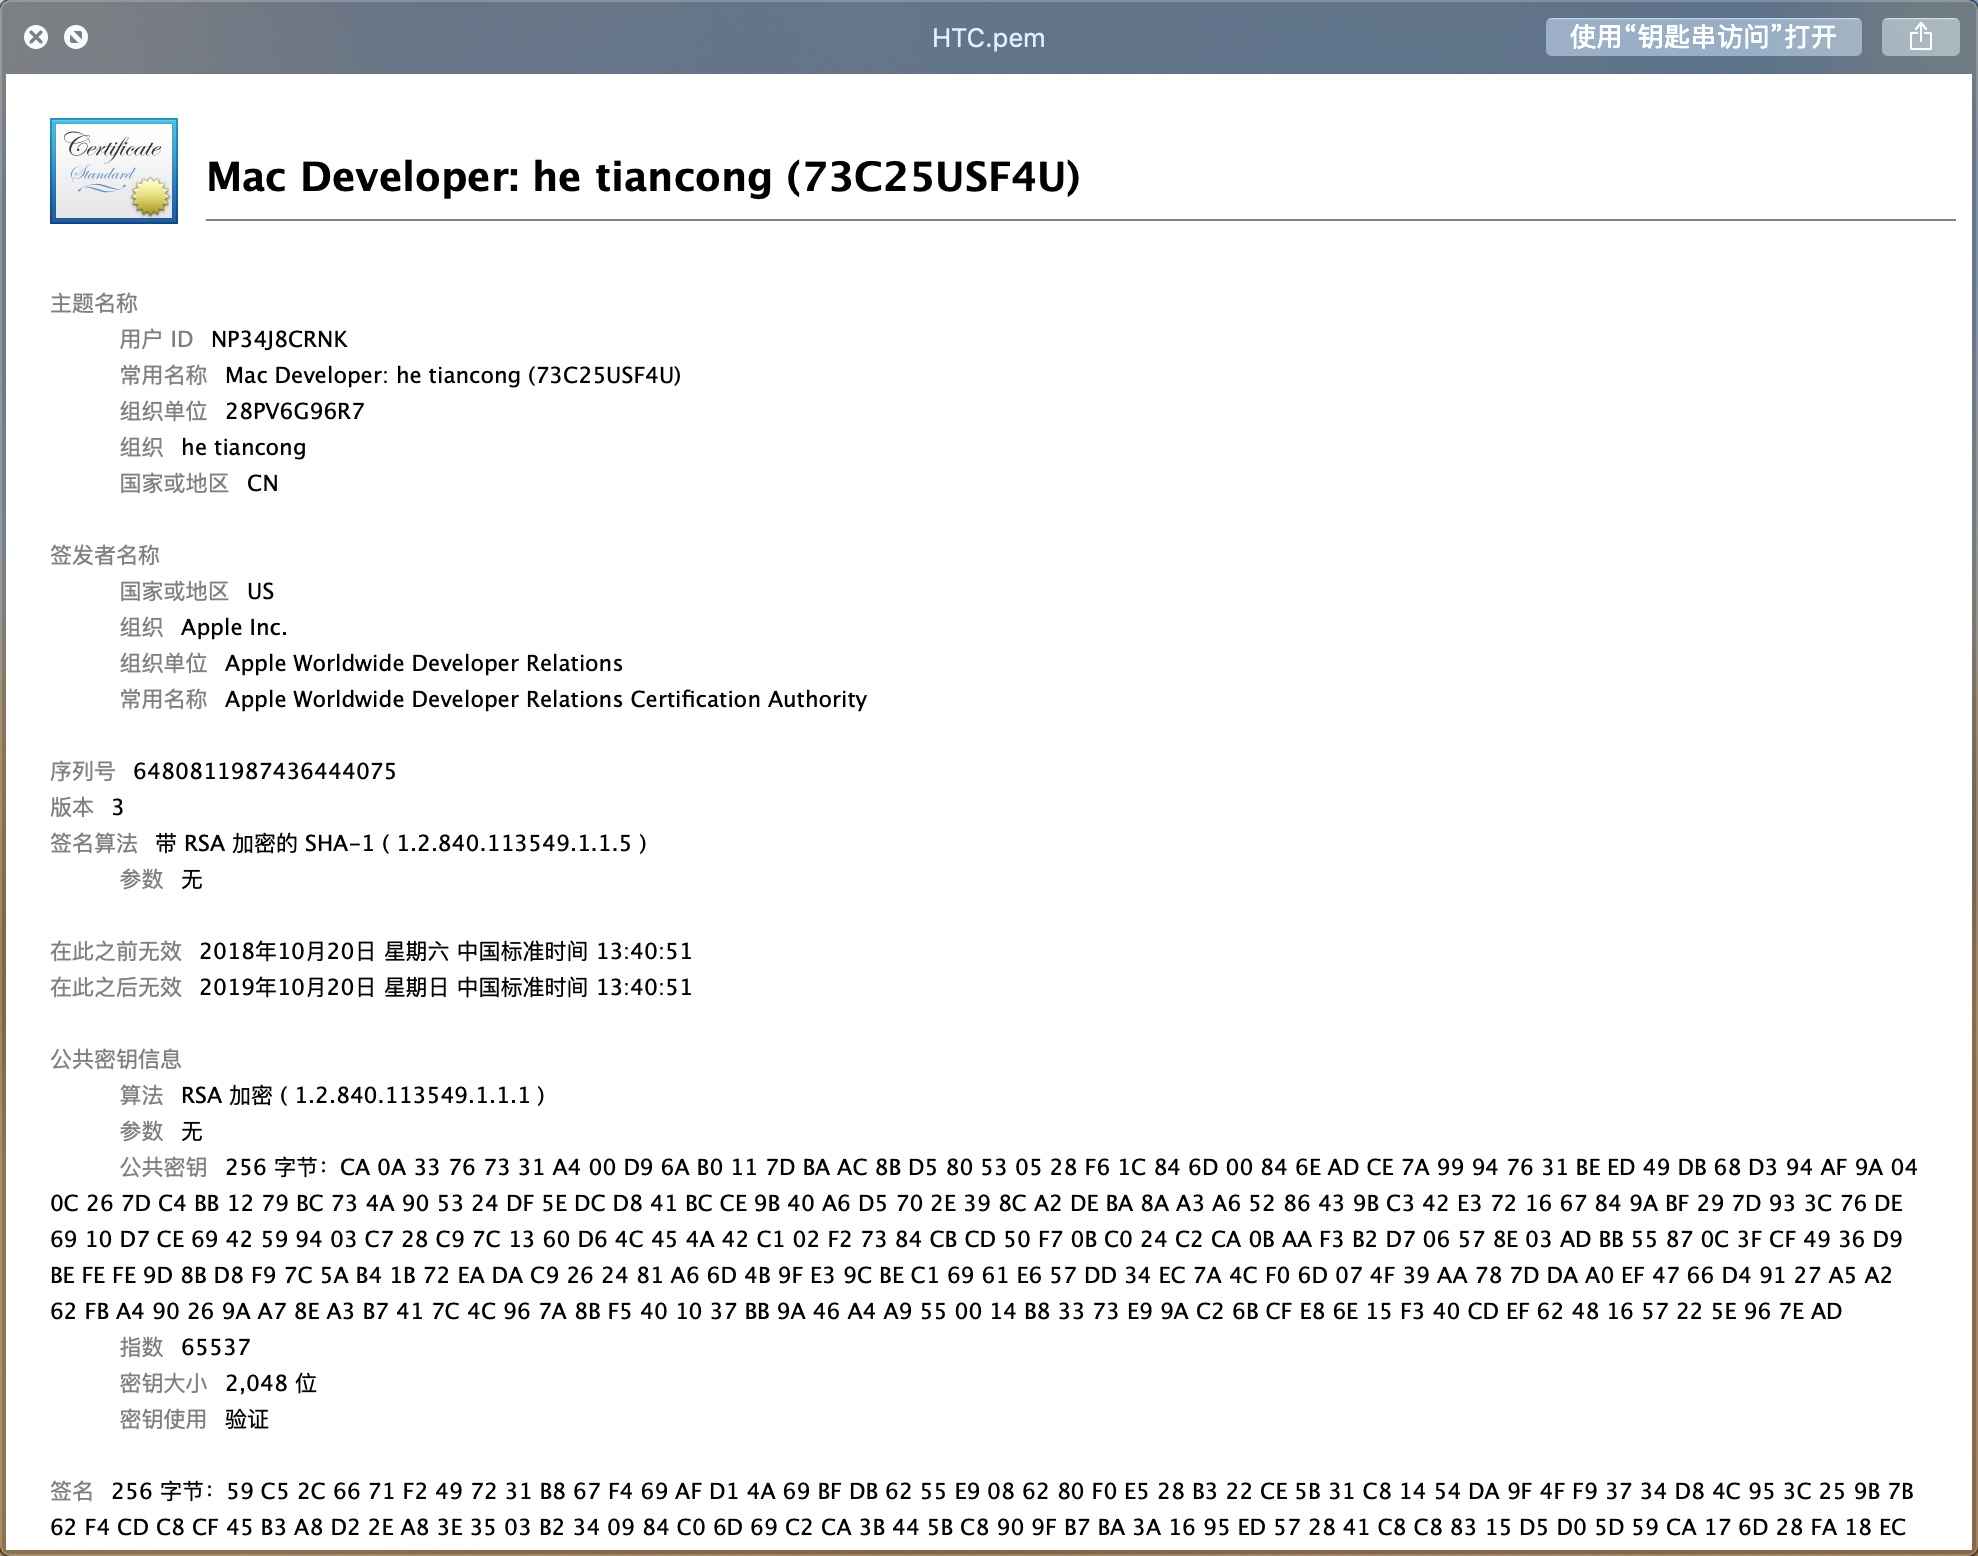 HTC.pem
使用“钥匙串访问”打开
Certificate
Standard
Mac Developer: he tiancong (73C25USF4U)
主题名称
用户 ID NP34J8CRNK
常用名称 Mac Developer: he tiancong (73C25USF4U)
组织单位 28PV6G96R7
组织 he tiancong
国家或地区 CN
签发者名称
国家或地区 US
组织 Apple Inc.
组织单位 Apple Worldwide Developer Relations
常用名称 Apple Worldwide Developer Relations Certification Authority
序列号 6480811987436444075
版本 3
签名算法 带 RSA 加密的 SHA-1 ( 1.2.840.113549.1.1.5 )
参数 无
在此之前无效 2018年10月20日 星期六 中国标准时间 13:40:51
在此之后无效 2019年10月20日 星期日 中国标准时间 13:40:51
公共密钥信息
算法 RSA 加密 ( 1.2.840.113549.1.1.1 )
参数 无
公共密钥 256 字节：CA 0A 33 76 73 31 A4 00 D9 6A B0 11 7D BA AC 8B D5 80 53 05 28 F6 1C 84 6D 00 84 6E AD CE 7A 99 94 76 31 BE ED 49 DB 68 D3 94 AF 9A 04
0C 26 7D C4 BB 12 79 BC 73 4A 90 53 24 DF 5E DC D8 41 BC CE 9B 40 A6 D5 70 2E 39 8C A2 DE BA 8A A3 A6 52 86 43 9B C3 42 E3 72 16 67 84 9A BF 29 7D 93 3C 76 DE
69 10 D7 CE 69 42 59 94 03 C7 28 C9 7C 13 60 D6 4C 45 4A 42 C1 02 F2 73 84 CB CD 50 F7 0B C0 24 C2 CA 0B AA F3 B2 D7 06 57 8E 03 AD BB 55 87 0C 3F CF 49 36 D9
BE FE FE 9D 8B D8 F9 7C 5A B4 1B 72 EA DA C9 26 24 81 A6 6D 4B 9F E3 9C BE C1 69 61 E6 57 DD 34 EC 7A 4C F0 6D 07 4F 39 AA 78 7D DA A0 EF 47 66 D4 91 27 A5 A2
62 FB A4 90 26 9A A7 8E A3 B7 41 7C 4C 96 7A 8B F5 40 10 37 BB 9A 46 A4 A9 55 00 14 B8 33 73 E9 9A C2 6B CF E8 6E 15 F3 40 CD EF 62 48 16 57 22 5E 96 7E AD
指数 65537
密钥大小 2,048 位
密钥使用 验证
签名 256 字节：59 C5 2C 66 71 F2 49 72 31 B8 67 F4 69 AF D1 4A 69 BF DB 62 55 E9 08 62 80 F0 E5 28 B3 22 CE 5B 31 C8 14 54 DA 9F 4F F9 37 34 D8 4C 95 3C 25 9B 7B
62 F4 CD C8 CF 45 B3 A8 D2 2E A8 3E 35 03 B2 34 09 84 C0 6D 69 C2 CA 3B 44 5B C8 90 9F B7 BA 3A 16 95 ED 57 28 41 C8 C8 83 15 D5 D0 5D 59 CA 17 6D 28 FA 18 EC